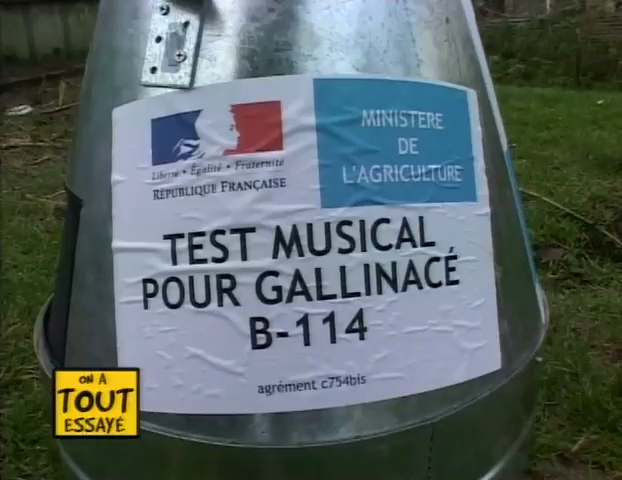 Liberté • Égalité • Fraternité
RÉPUBLIQUE FRANÇAISE
MINISTERE
DE
L'AGRICULTURE
TEST MUSICAL
POUR GALLINACÉ
B-114
agrément c754bis
ON A
TOUT
ESSAYÉ